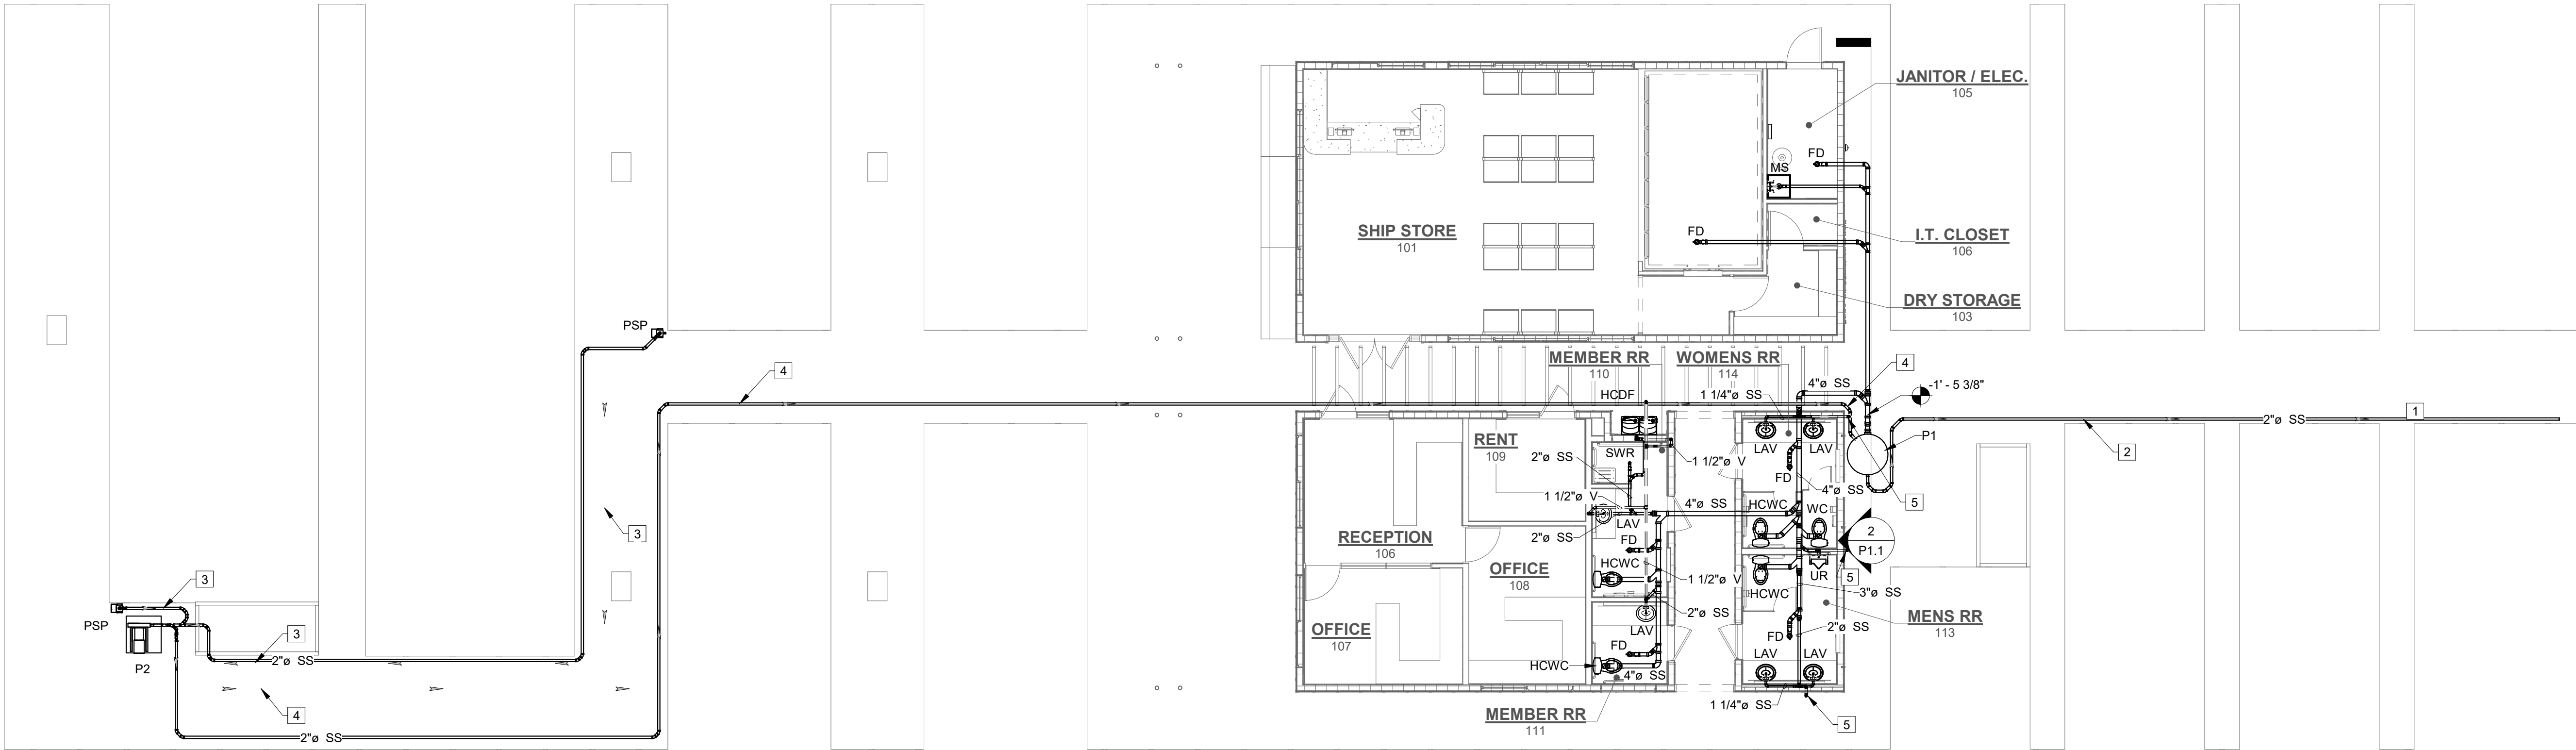 JANITOR / ELEC.
105
FD
MS
SHIP STORE
101
FD
I.T. CLOSET
106
DRY STORAGE
103
PSP
MEMBER RR
110
WOMENS RR
114
4
4
4"ø SS
-1' - 5 3/8"
HCDF
1 1/4"ø SS
1
2"ø SS
P1
2
RENT
109
SWR
LAV
LAV
2"ø SS
1 1/2"ø V
FD
4"ø SS
1 1/2"ø V
4"ø SS
HCWC
WC
5
LAV
2"ø SS
3
RECEPTION
106
FD
2
P1.1
OFFICE
108
HCWC
1 1/2"ø V
UR
5
3
HCWC
3"ø SS
2"ø SS
PSP
3
OFFICE
107
LAV
FD
2"ø SS
MENS RR
113
FD
LAV
LAV
2"ø SS
P2
HCWC
4"ø SS
4
1 1/4"ø SS
5
MEMBER RR
111
2"ø SS